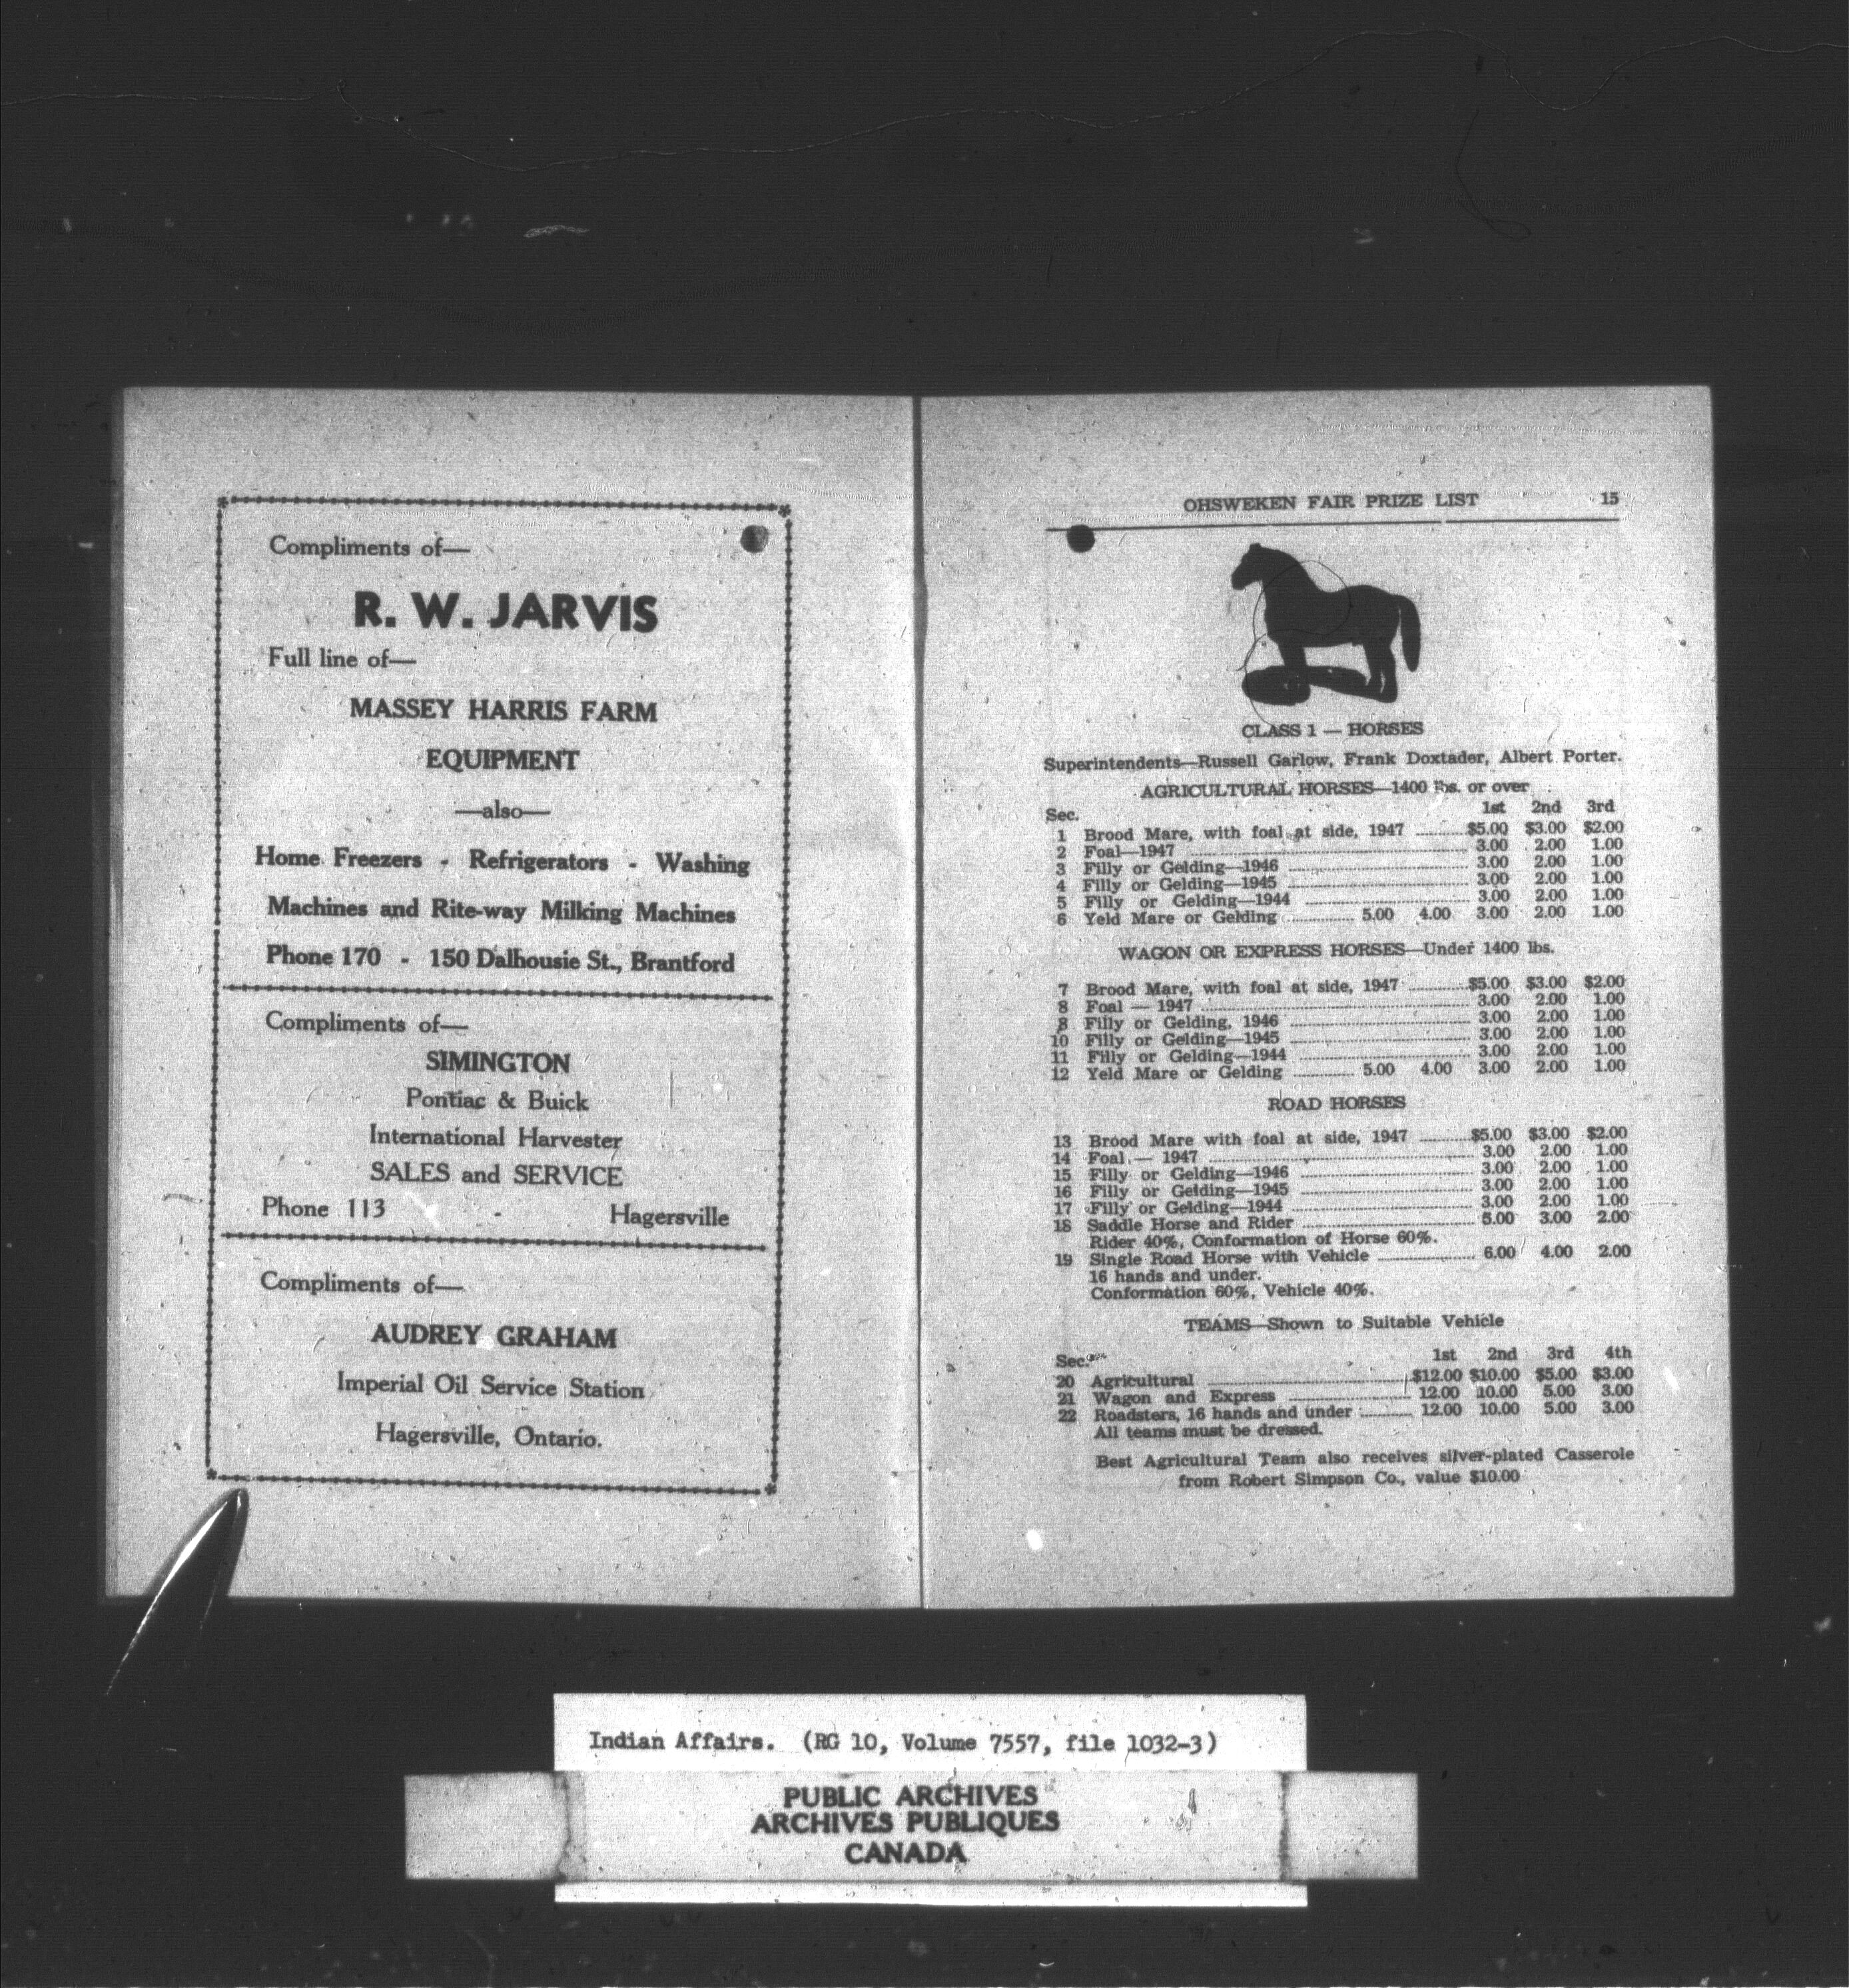 Compliments of—
R. W. JARVIS
Full line of—
MASSEY HARRIS FARM
EQUIPMENT
—also—
Home Freezers - Refrigerators - Washing
Machines and Rite-way Milking Machines
Phone 170 - 150 Dalhousie St., Brantford
Compliments of—
SIMINGTON
Pontiac & Buick
International Harvester
SALES and SERVICE
Phone 113 - Hagersville
Compliments of—
AUDREY GRAHAM
Imperial Oil Service Station
Hagersville, Ontario.
OHSWEKEN FAIR PRIZE LIST 15
CLASS 1 — HORSES
Superintendents—Russell Garlow, Frank Doxtader, Albert Porter.
AGRICULTURAL HORSES—1400 lbs. or over
Sec. 1st 2nd 3rd
1 Brood Mare, with foal at side, 1947 .......... $5.00 $3.00 $2.00
2 Foal—1947 .......... 3.00 2.00 1.00
3 Filly or Gelding—1946 .......... 3.00 2.00 1.00
4 Filly or Gelding—1945 .......... 3.00 2.00 1.00
5 Filly or Gelding—1944 .......... 3.00 2.00 1.00
6 Yeld Mare or Gelding .......... 5.00 4.00 3.00 2.00 1.00
WAGON OR EXPRESS HORSES—Under 1400 lbs.
7 Brood Mare, with foal at side, 1947 .......... $5.00 $3.00 $2.00
8 Foal — 1947 .......... 3.00 2.00 1.00
8 Filly or Gelding, 1946 .......... 3.00 2.00 1.00
10 Filly or Gelding—1945 .......... 3.00 2.00 1.00
11 Filly or Gelding—1944 .......... 3.00 2.00 1.00
12 Yeld Mare or Gelding .......... 5.00 4.00 3.00 2.00 1.00
ROAD HORSES
13 Brood Mare with foal at side, 1947 .......... $5.00 $3.00 $2.00
14 Foal — 1947 .......... 3.00 2.00 1.00
15 Filly or Gelding—1946 .......... 3.00 2.00 1.00
16 Filly or Gelding—1945 .......... 3.00 2.00 1.00
17 Filly or Gelding—1944 .......... 3.00 2.00 1.00
18 Saddle Horse and Rider .......... 5.00 3.00 2.00
Rider 40%, Conformation of Horse 60%.
19 Single Road Horse with Vehicle .......... 6.00 4.00 2.00
16 hands and under.
Conformation 60%, Vehicle 40%.
TEAMS—Shown to Suitable Vehicle
Sec. 1st 2nd 3rd 4th
20 Agricultural .......... $12.00 $10.00 $5.00 $3.00
21 Wagon and Express .......... 12.00 10.00 5.00 3.00
22 Roadsters, 16 hands and under .......... 12.00 10.00 5.00 3.00
All teams must be dressed.
Best Agricultural Team also receives silver-plated Casserole
from Robert Simpson Co., value $10.00
Indian Affairs. (RG 10, Volume 7557, file 1032-3)
PUBLIC ARCHIVES
ARCHIVES PUBLIQUES
CANADA